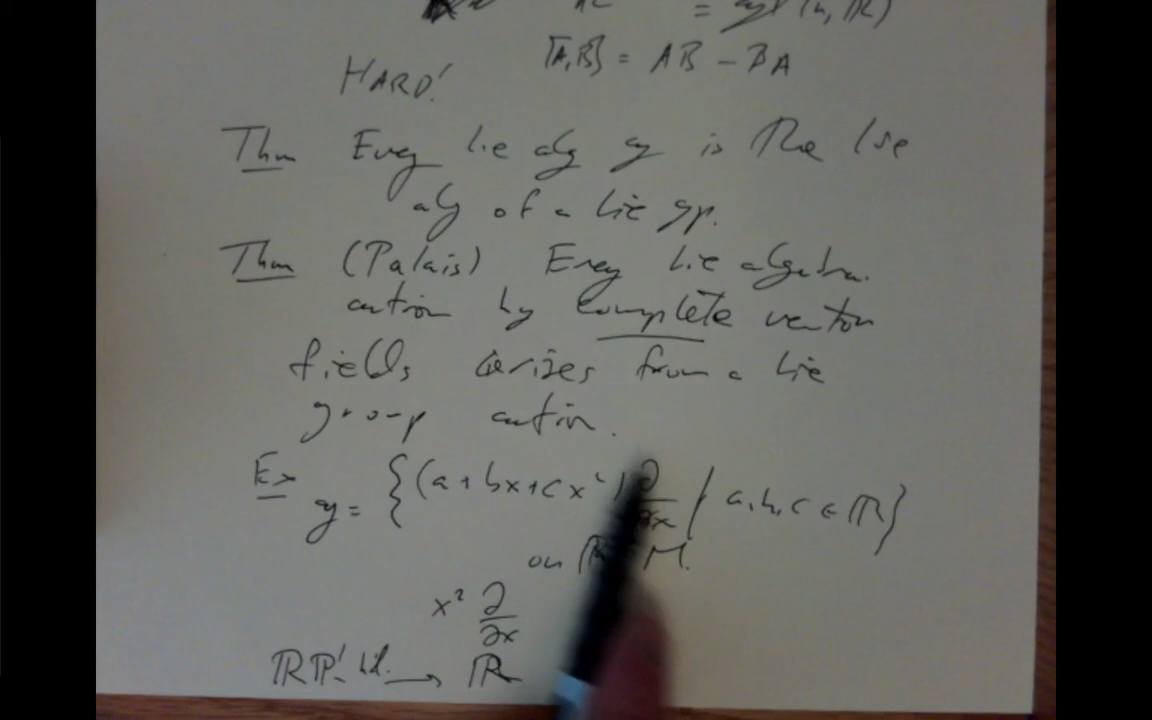 = gl(n, ℝ)
[A,B] = AB - BA
HARD!
Thm Every lie alg g is the lie
alg of a lie gp.
Thm (Palais) Every lie algebra
action by complete vector
fields arises from a lie
group action.
Ex g = {(a + bx + cx²) ∂/∂x | a, b, c ∈ ℝ}
on M.
x² ∂/∂x
ℝℙ¹ → ℝ